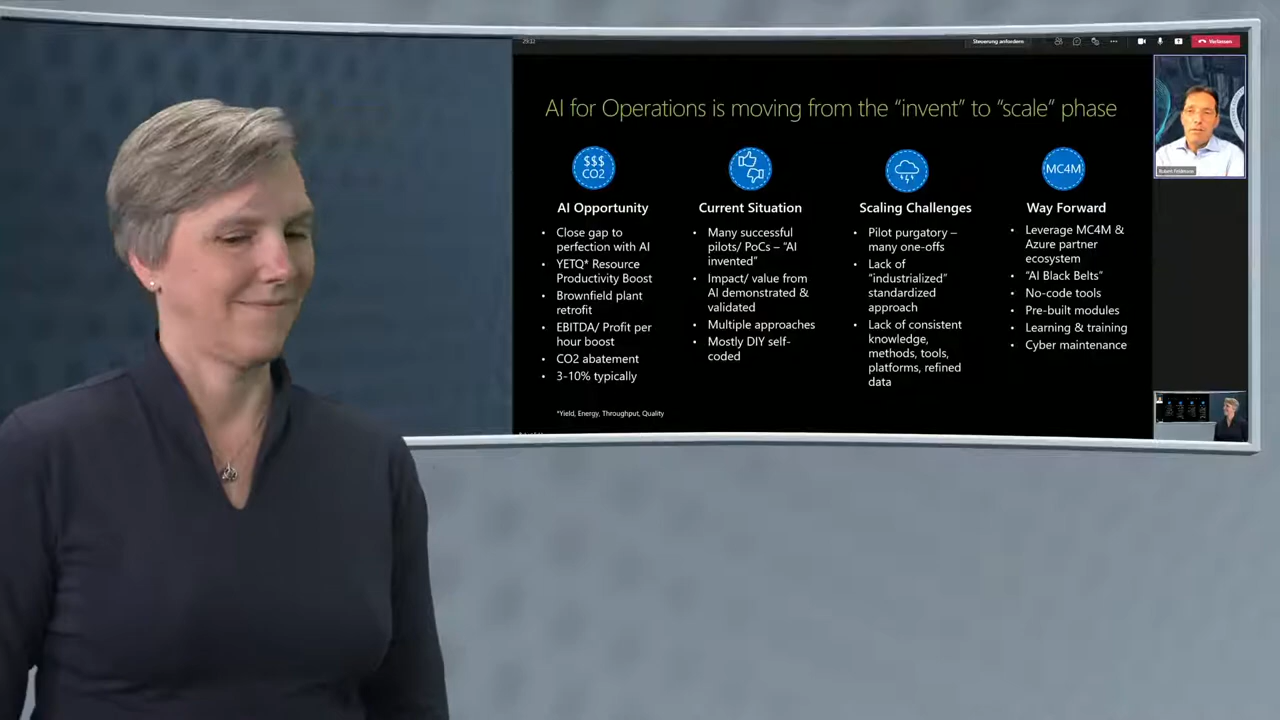 29:32
Steuerung anfordern
Verlassen
AI for Operations is moving from the “invent” to “scale” phase
$$$
CO2
AI Opportunity
• Close gap to
perfection with AI
• YETQ* Resource
Productivity Boost
• Brownfield plant
retrofit
• EBITDA/ Profit per
hour boost
• CO2 abatement
• 3-10% typically
*Yield, Energy, Throughput, Quality
Current Situation
• Many successful
pilots/ PoCs – “AI
invented”
• Impact/ value from
AI demonstrated &
validated
• Multiple approaches
• Mostly DIY self-
coded
Scaling Challenges
• Pilot purgatory –
many one-offs
• Lack of
“industrialized”
standardized
approach
• Lack of consistent
knowledge,
methods, tools,
platforms, refined
data
MC4M
Way Forward
• Leverage MC4M &
Azure partner
ecosystem
• “AI Black Belts”
• No-code tools
• Pre-built modules
• Learning & training
• Cyber maintenance